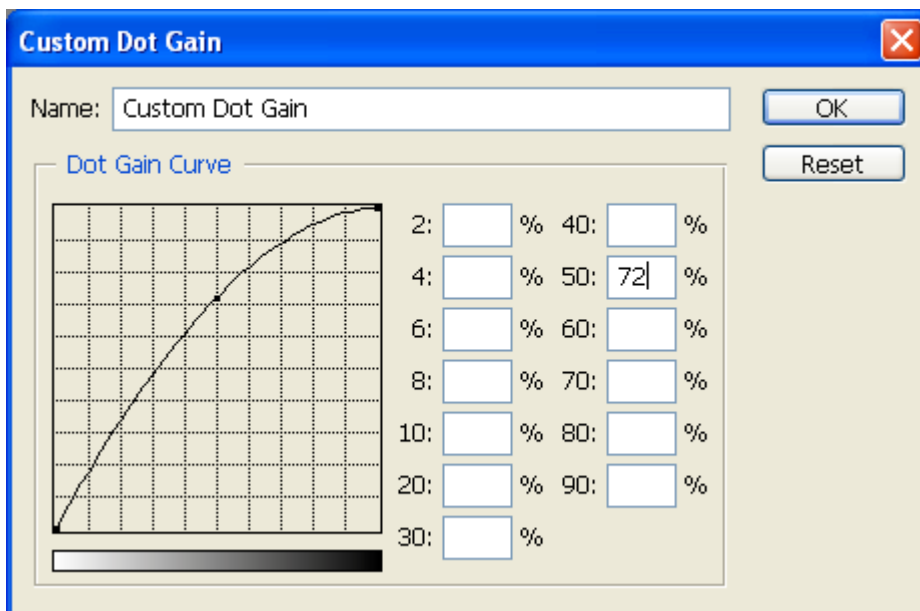 Custom Dot Gain
Name: Custom Dot Gain OK
Dot Gain Curve Reset
2: % 40: %
4: % 50: 72 %
6: % 60: %
8: % 70: %
10: % 80: %
20: % 90: %
30: %